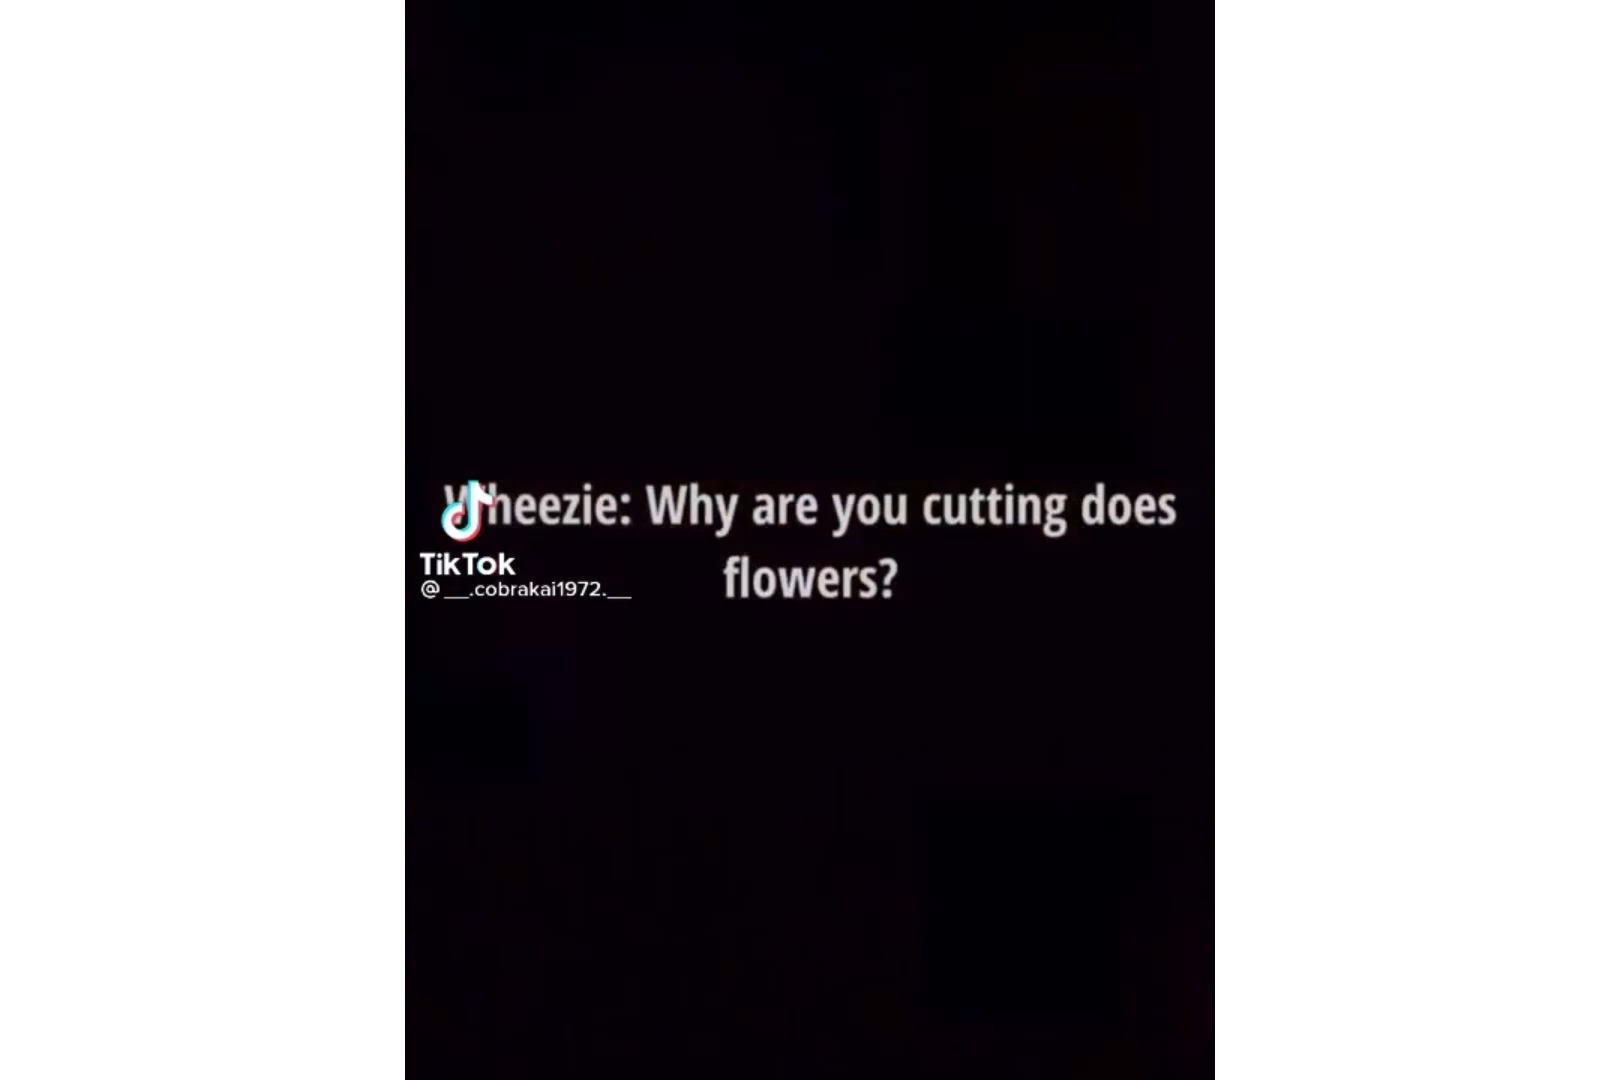 Wheezie: Why are you cutting does
flowers?
TikTok
@__.cobrakai1972.__